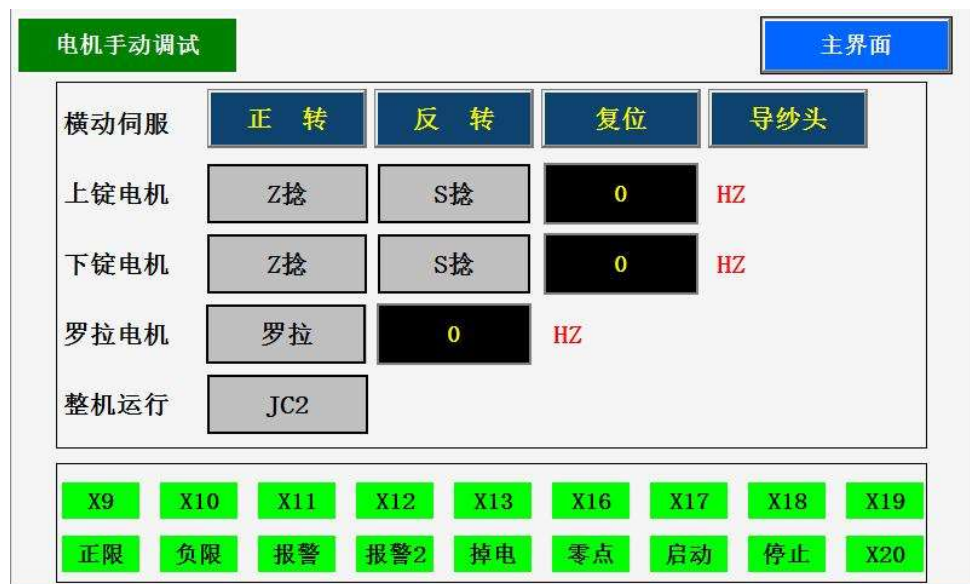 电机手动调试 主界面
横动伺服 正 转 反 转 复位 导纱头
上锭电机 Z捻 S捻 0 HZ
下锭电机 Z捻 S捻 0 HZ
罗拉电机 罗拉 0 HZ
整机运行 JC2
X9 X10 X11 X12 X13 X16 X17 X18 X19
正限 负限 报警 报警2 掉电 零点 启动 停止 X20